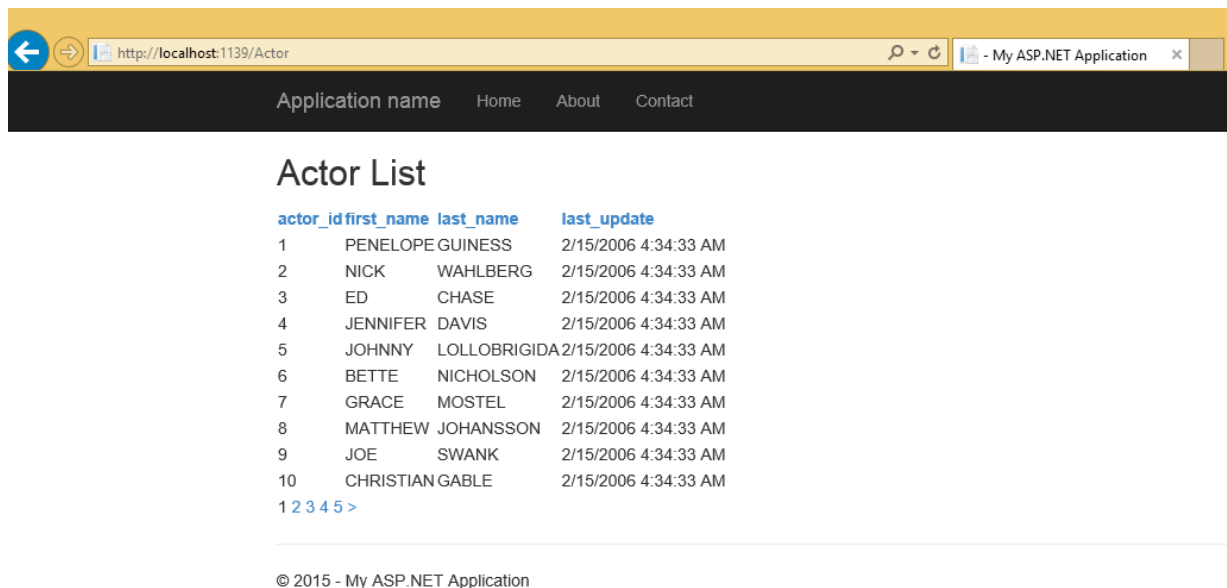 http://localhost:1139/Actor - My ASP.NET Application
Application name Home About Contact
Actor List
actor_id first_name last_name last_update
1 PENELOPE GUINESS 2/15/2006 4:34:33 AM
2 NICK WAHLBERG 2/15/2006 4:34:33 AM
3 ED CHASE 2/15/2006 4:34:33 AM
4 JENNIFER DAVIS 2/15/2006 4:34:33 AM
5 JOHNNY LOLLOBRIGIDA 2/15/2006 4:34:33 AM
6 BETTE NICHOLSON 2/15/2006 4:34:33 AM
7 GRACE MOSTEL 2/15/2006 4:34:33 AM
8 MATTHEW JOHANSSON 2/15/2006 4:34:33 AM
9 JOE SWANK 2/15/2006 4:34:33 AM
10 CHRISTIAN GABLE 2/15/2006 4:34:33 AM
1 2 3 4 5 >
© 2015 - My ASP.NET Application